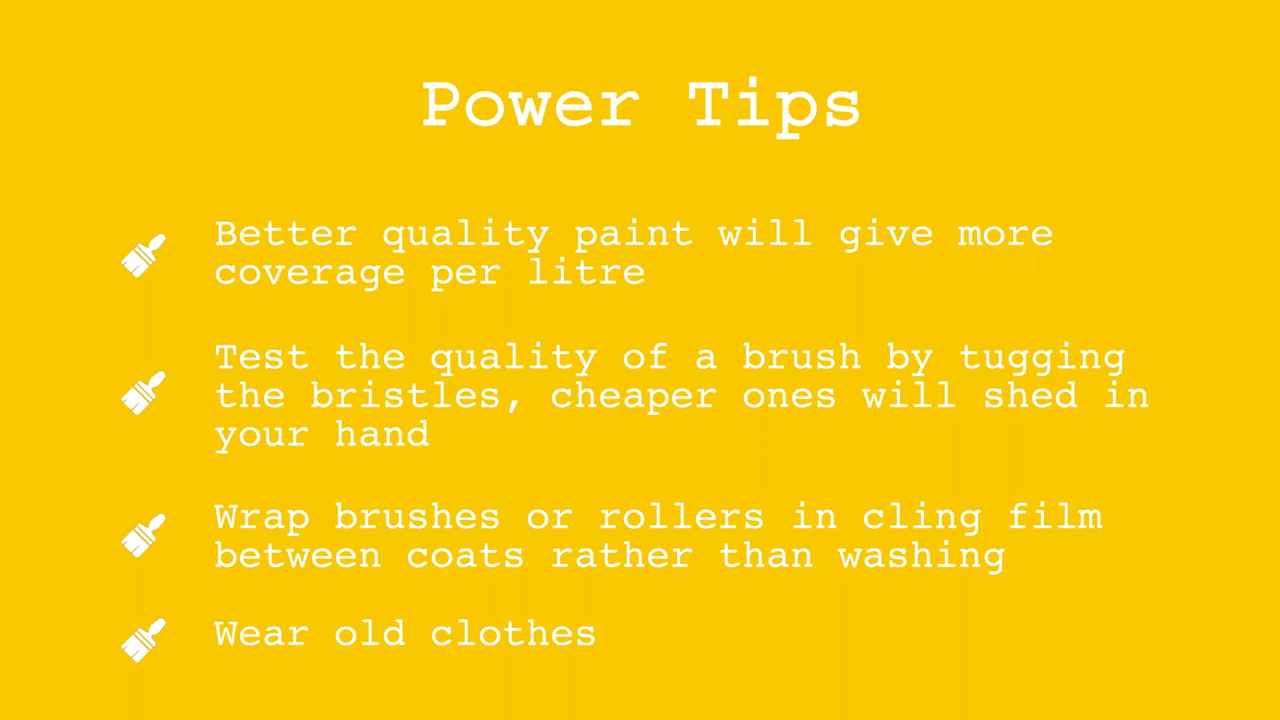 Power Tips
Better quality paint will give more
coverage per litre
Test the quality of a brush by tugging
the bristles, cheaper ones will shed in
your hand
Wrap brushes or rollers in cling film
between coats rather than washing
Wear old clothes